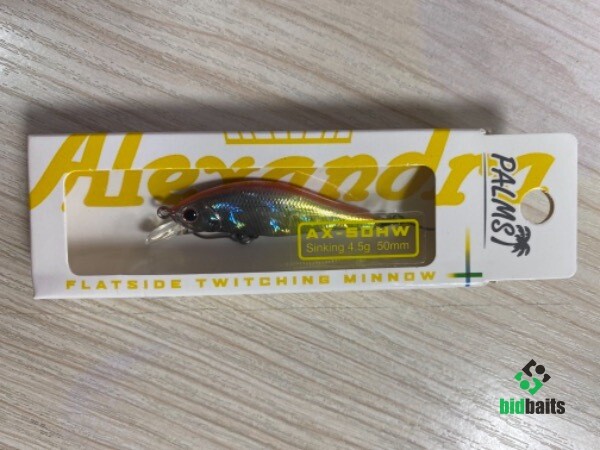 Alexandra
PALMS
AX-50HW
Sinking 4.5g 50mm
FLATSIDE TWITCHING MINNOW
bidbaits